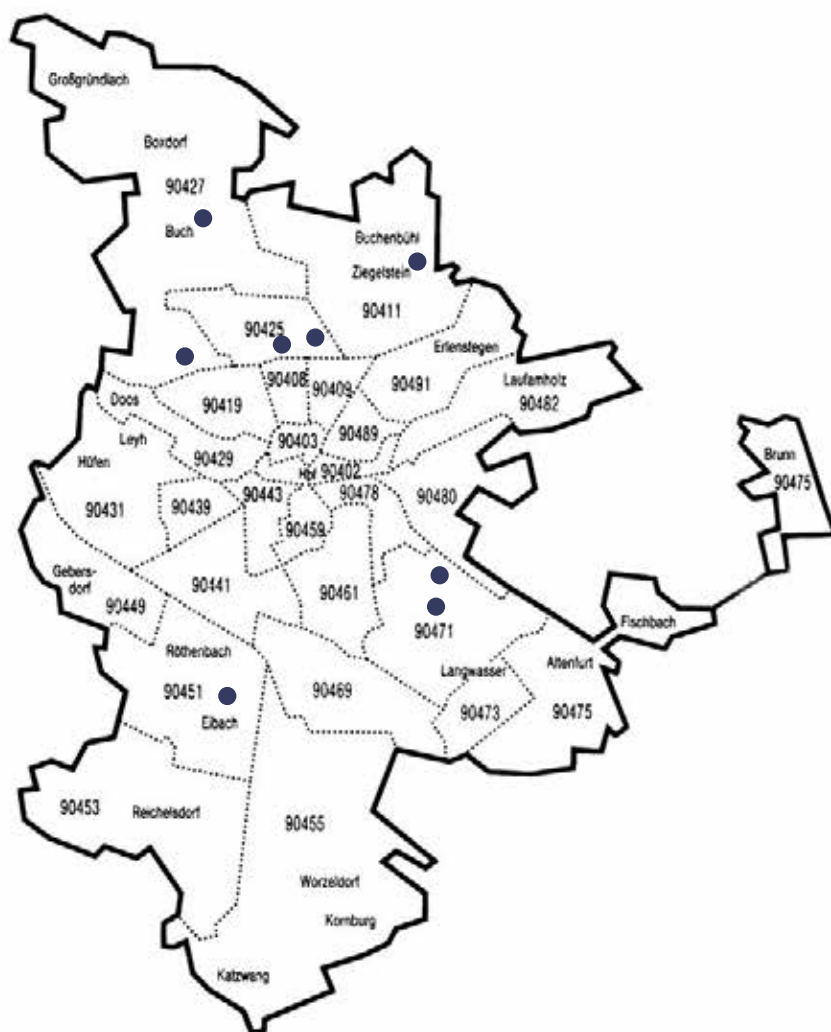 Großgründlach
Boxdorf
90427
Buch
Buchenbühl
Ziegelstein
90411
90425
Erlenstegen
90408
90409
90491
Laufamholz
90482
Doos
90419
Leyh
90403
90489
Höfen
90429
Hbf
90402
Brunn
90475
90431
90439
90443
90478
90480
90459
Gebers-
dorf
90449
90441
90461
Fischbach
90471
Röthenbach
Langwasser
Altenfurt
90451
90469
Eibach
90473
90475
90453
Reichelsdorf
90455
Worzeldorf
Kornburg
Katzwang